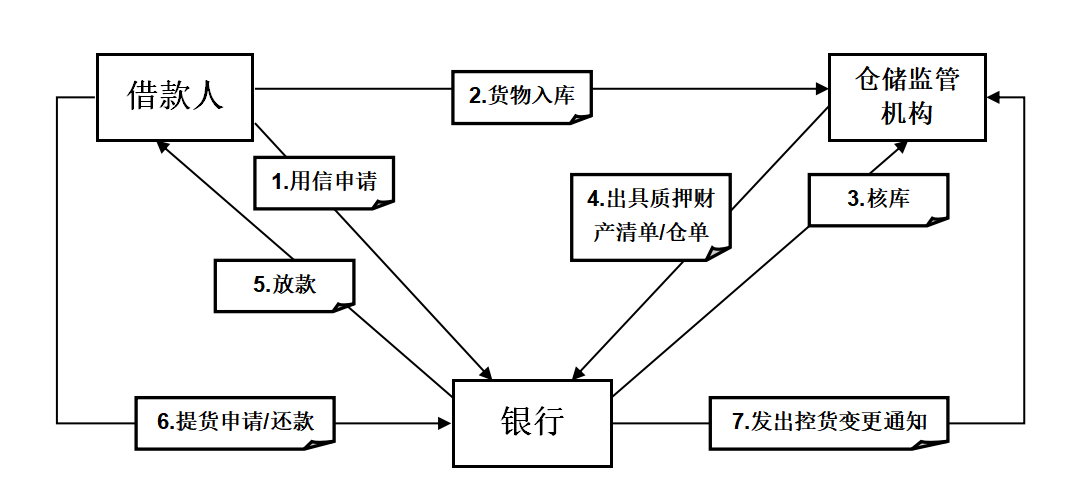 借款人
2.货物入库
仓储监管
机构
1.用信申请
4.出具质押财
产清单/仓单
3.核库
5.放款
6.提货申请/还款
银行
7.发出控货变更通知